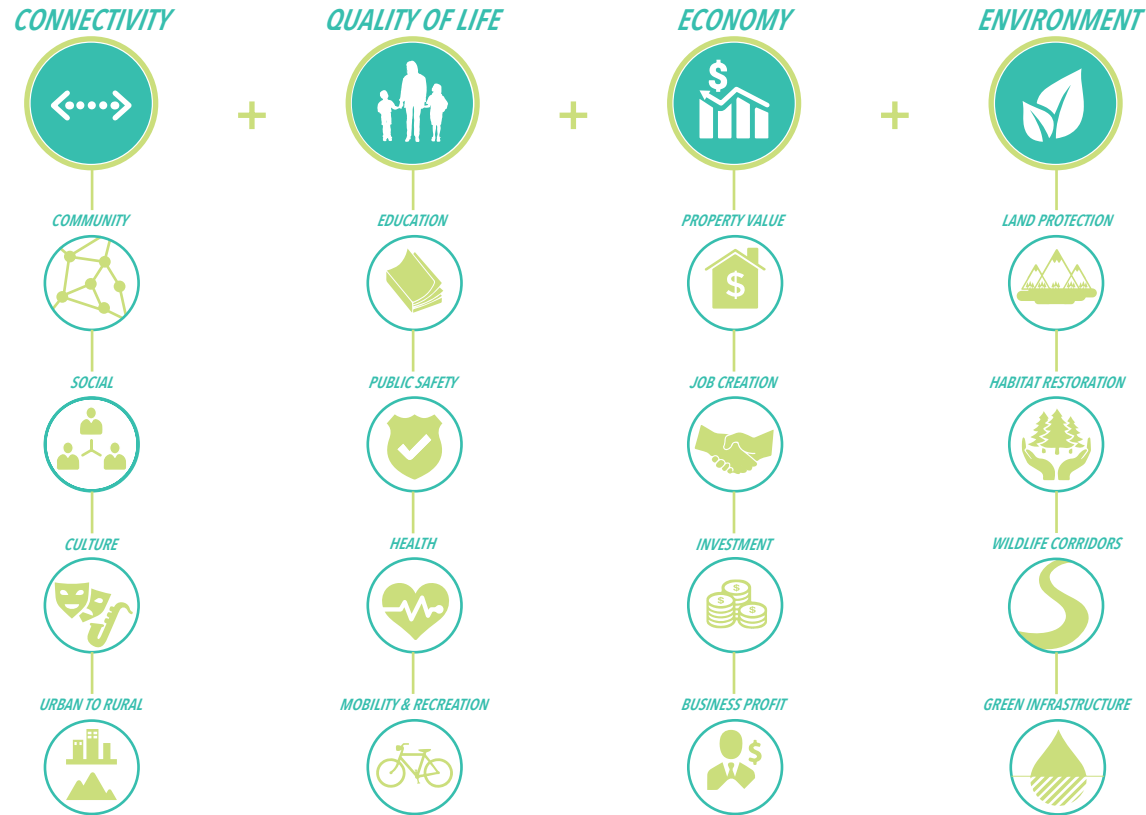 CONNECTIVITY
QUALITY OF LIFE
ECONOMY
ENVIRONMENT
$
+
+
+
COMMUNITY
EDUCATION
PROPERTY VALUE
LAND PROTECTION
$
SOCIAL
PUBLIC SAFETY
JOB CREATION
HABITAT RESTORATION
CULTURE
HEALTH
INVESTMENT
WILDLIFE CORRIDORS
$
$
$
URBAN TO RURAL
MOBILITY & RECREATION
BUSINESS PROFIT
GREEN INFRASTRUCTURE
$